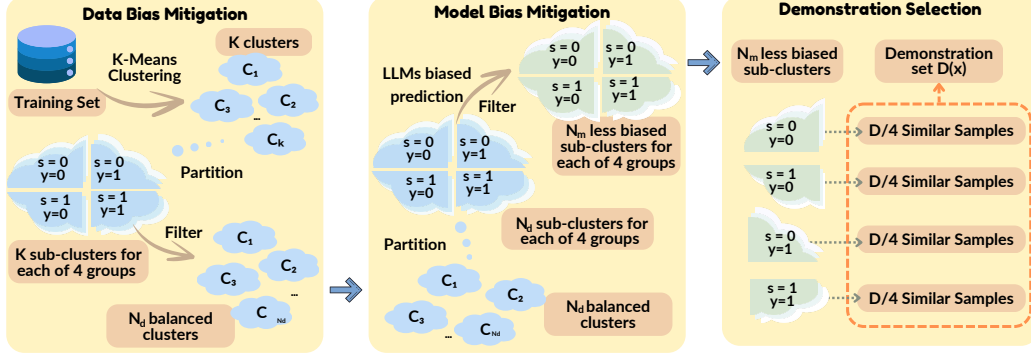 Data Bias Mitigation
K clusters
K-Means
Clustering
C1
C3
C2
...
Ck
Training Set
s = 0
y=0
s = 0
y=1
s = 1
y=0
s = 1
y=1
Partition
Filter
K sub-clusters for
each of 4 groups
C1
C2
C3
...
C Nd
Nd balanced
clusters
Model Bias Mitigation
LLMs biased
prediction
Filter
s = 0
y=0
s = 0
y=1
s = 1
y=0
s = 1
y=1
Nm less biased
sub-clusters for
each of 4 groups
s = 0
y=0
s = 0
y=1
s = 1
y=0
s = 1
y=1
Nd sub-clusters for
each of 4 groups
Partition
C1
C2
C3
...
CNd
Nd balanced
clusters
Demonstration Selection
Nm less biased
sub-clusters
Demonstration
set D(x)
s = 0
y=0
D/4 Similar Samples
s = 1
y=0
D/4 Similar Samples
s = 0
y=1
D/4 Similar Samples
s = 1
y=1
D/4 Similar Samples